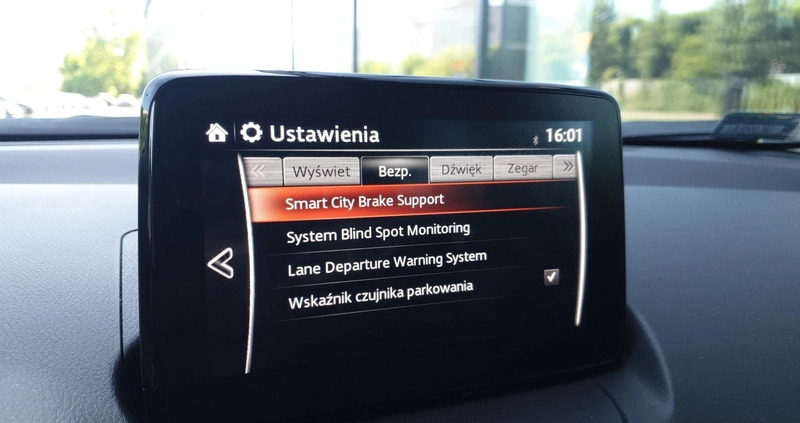 Ustawienia 16:01
Wyświet Bezp. Dźwięk Zegar
Smart City Brake Support
System Blind Spot Monitoring
Lane Departure Warning System
Wskaźnik czujnika parkowania